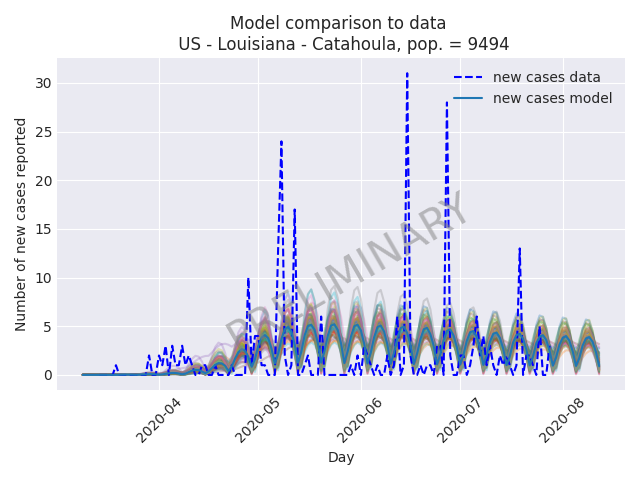 Model comparison to data
US - Louisiana - Catahoula, pop. = 9494
30
25
20
15
10
5
0
Number of new cases reported
new cases data
new cases model
PRELIMINARY
2020-04
2020-05
2020-06
2020-07
2020-08
Day